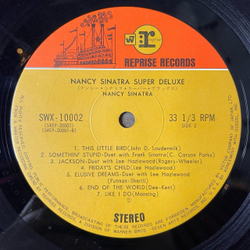 REPRISE RECORDS
NANCY SINATRA SUPER DELUXE
NANCY SINATRA
SWX-10002
33 1/3 RPM
SIDE 2
1. THIS LITTLE BIRD (John D. Loudermilk)
2. SOMETHIN' STUPID-Duet with Frank Sinatra (C. Carson Parks)
3. JACKSON-Duet with Lee Hazlewood (Rogers-Wheeler)
4. FRIDAY'S CHILD (Lee Hazlewood)
5. ELUSIVE DREAMS-Duet with Lee Hazlewood
(Putman-Sherill)
6. END OF THE WORLD (Dee-Kent)
7. LIKE I DO (Manning)
STEREO